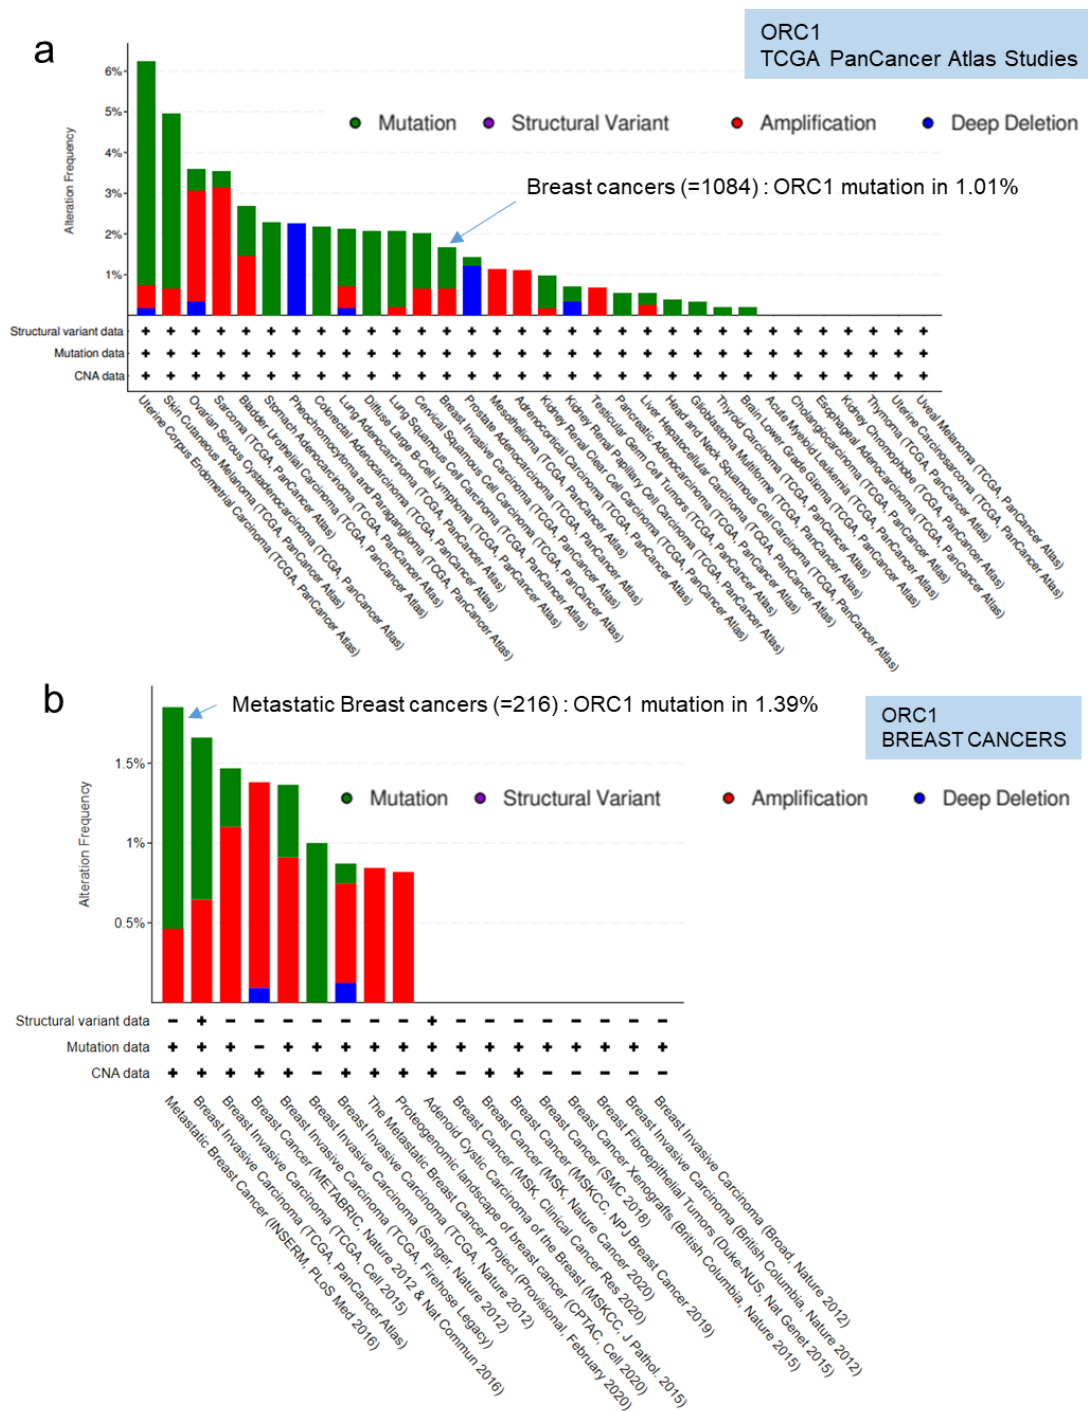 a
ORC1
TCGA PanCancer Atlas Studies
6%
5%
4%
3%
2%
1%
Alteration Frequency
Mutation
Structural Variant
Amplification
Deep Deletion
Breast cancers (=1084) : ORC1 mutation in 1.01%
Structural variant data + + + + + + + + + + + + + + + + + + + + + + + + + + + + + + + +
Mutation data + + + + + + + + + + + + + + + + + + + + + + + + + + + + + + + +
CNA data + + + + + + + + + + + + + + + + + + + + + + + + + + + + + + + +
Uterine Corpus Endometrial Carcinoma (TCGA, PanCancer Atlas)
Skin Cutaneous Melanoma (TCGA, PanCancer Atlas)
Ovarian Serous Cystadenocarcinoma (TCGA, PanCancer Atlas)
Sarcoma (TCGA, PanCancer Atlas)
Bladder Urothelial Carcinoma (TCGA, PanCancer Atlas)
Stomach Adenocarcinoma (TCGA, PanCancer Atlas)
Pheochromocytoma and Paraganglioma (TCGA, PanCancer Atlas)
Colorectal Adenocarcinoma (TCGA, PanCancer Atlas)
Lung Adenocarcinoma (TCGA, PanCancer Atlas)
Diffuse Large B-Cell Lymphoma (TCGA, PanCancer Atlas)
Lung Squamous Cell Carcinoma (TCGA, PanCancer Atlas)
Cervical Squamous Cell Carcinoma (TCGA, PanCancer Atlas)
Breast Invasive Carcinoma (TCGA, PanCancer Atlas)
Prostate Adenocarcinoma (TCGA, PanCancer Atlas)
Mesothelioma (TCGA, PanCancer Atlas)
Adrenocortical Carcinoma (TCGA, PanCancer Atlas)
Kidney Renal Clear Cell Carcinoma (TCGA, PanCancer Atlas)
Kidney Renal Papillary Cell Carcinoma (TCGA, PanCancer Atlas)
Testicular Germ Cell Tumors (TCGA, PanCancer Atlas)
Pancreatic Adenocarcinoma (TCGA, PanCancer Atlas)
Liver Hepatocellular Carcinoma (TCGA, PanCancer Atlas)
Head and Neck Squamous Cell Carcinoma (TCGA, PanCancer Atlas)
Glioblastoma Multiforme (TCGA, PanCancer Atlas)
Thyroid Carcinoma (TCGA, PanCancer Atlas)
Brain Lower Grade Glioma (TCGA, PanCancer Atlas)
Acute Myeloid Leukemia (TCGA, PanCancer Atlas)
Cholangiocarcinoma (TCGA, PanCancer Atlas)
Esophageal Adenocarcinoma (TCGA, PanCancer Atlas)
Kidney Chromophobe (TCGA, PanCancer Atlas)
Thymoma (TCGA, PanCancer Atlas)
Uterine Carcinosarcoma (TCGA, PanCancer Atlas)
Uveal Melanoma (TCGA, PanCancer Atlas)
b
Metastatic Breast cancers (=216) : ORC1 mutation in 1.39%
ORC1
BREAST CANCERS
1.5%
1%
0.5%
Alteration Frequency
Mutation
Structural Variant
Amplification
Deep Deletion
Structural variant data − + − − − − − − − + − − − − − − − −
Mutation data + + + − + + + + + + + + + + + + + +
CNA data + + + + + − + + + + − + + − − − − −
Metastatic Breast Cancer (INSERM, PLoS Med 2016)
Breast Invasive Carcinoma (TCGA, PanCancer Atlas)
Breast Invasive Carcinoma (TCGA, Cell 2015)
Breast Cancer (METABRIC, Nature 2012 & Nat Commun 2016)
Breast Invasive Carcinoma (TCGA, Firehose Legacy)
Breast Invasive Carcinoma (Sanger, Nature 2012)
Breast Invasive Carcinoma (TCGA, Nature 2012)
The Metastatic Breast Cancer Project (Provisional, February 2020)
Proteogenomic landscape of breast cancer (CPTAC, Cell 2020)
Adenoid Cystic Carcinoma of the Breast (MSKCC, J Pathol. 2015)
Breast Cancer (MSK, Clinical Cancer Res 2020)
Breast Cancer (MSK, Nature Cancer 2020)
Breast Cancer (MSKCC, NPJ Breast Cancer 2019)
Breast Cancer (SMC 2018)
Breast Cancer Xenografts (British Columbia, Nature 2015)
Breast Fibroepithelial Tumors (Duke-NUS, Nat Genet 2015)
Breast Invasive Carcinoma (British Columbia, Nature 2012)
Breast Invasive Carcinoma (Broad, Nature 2012)